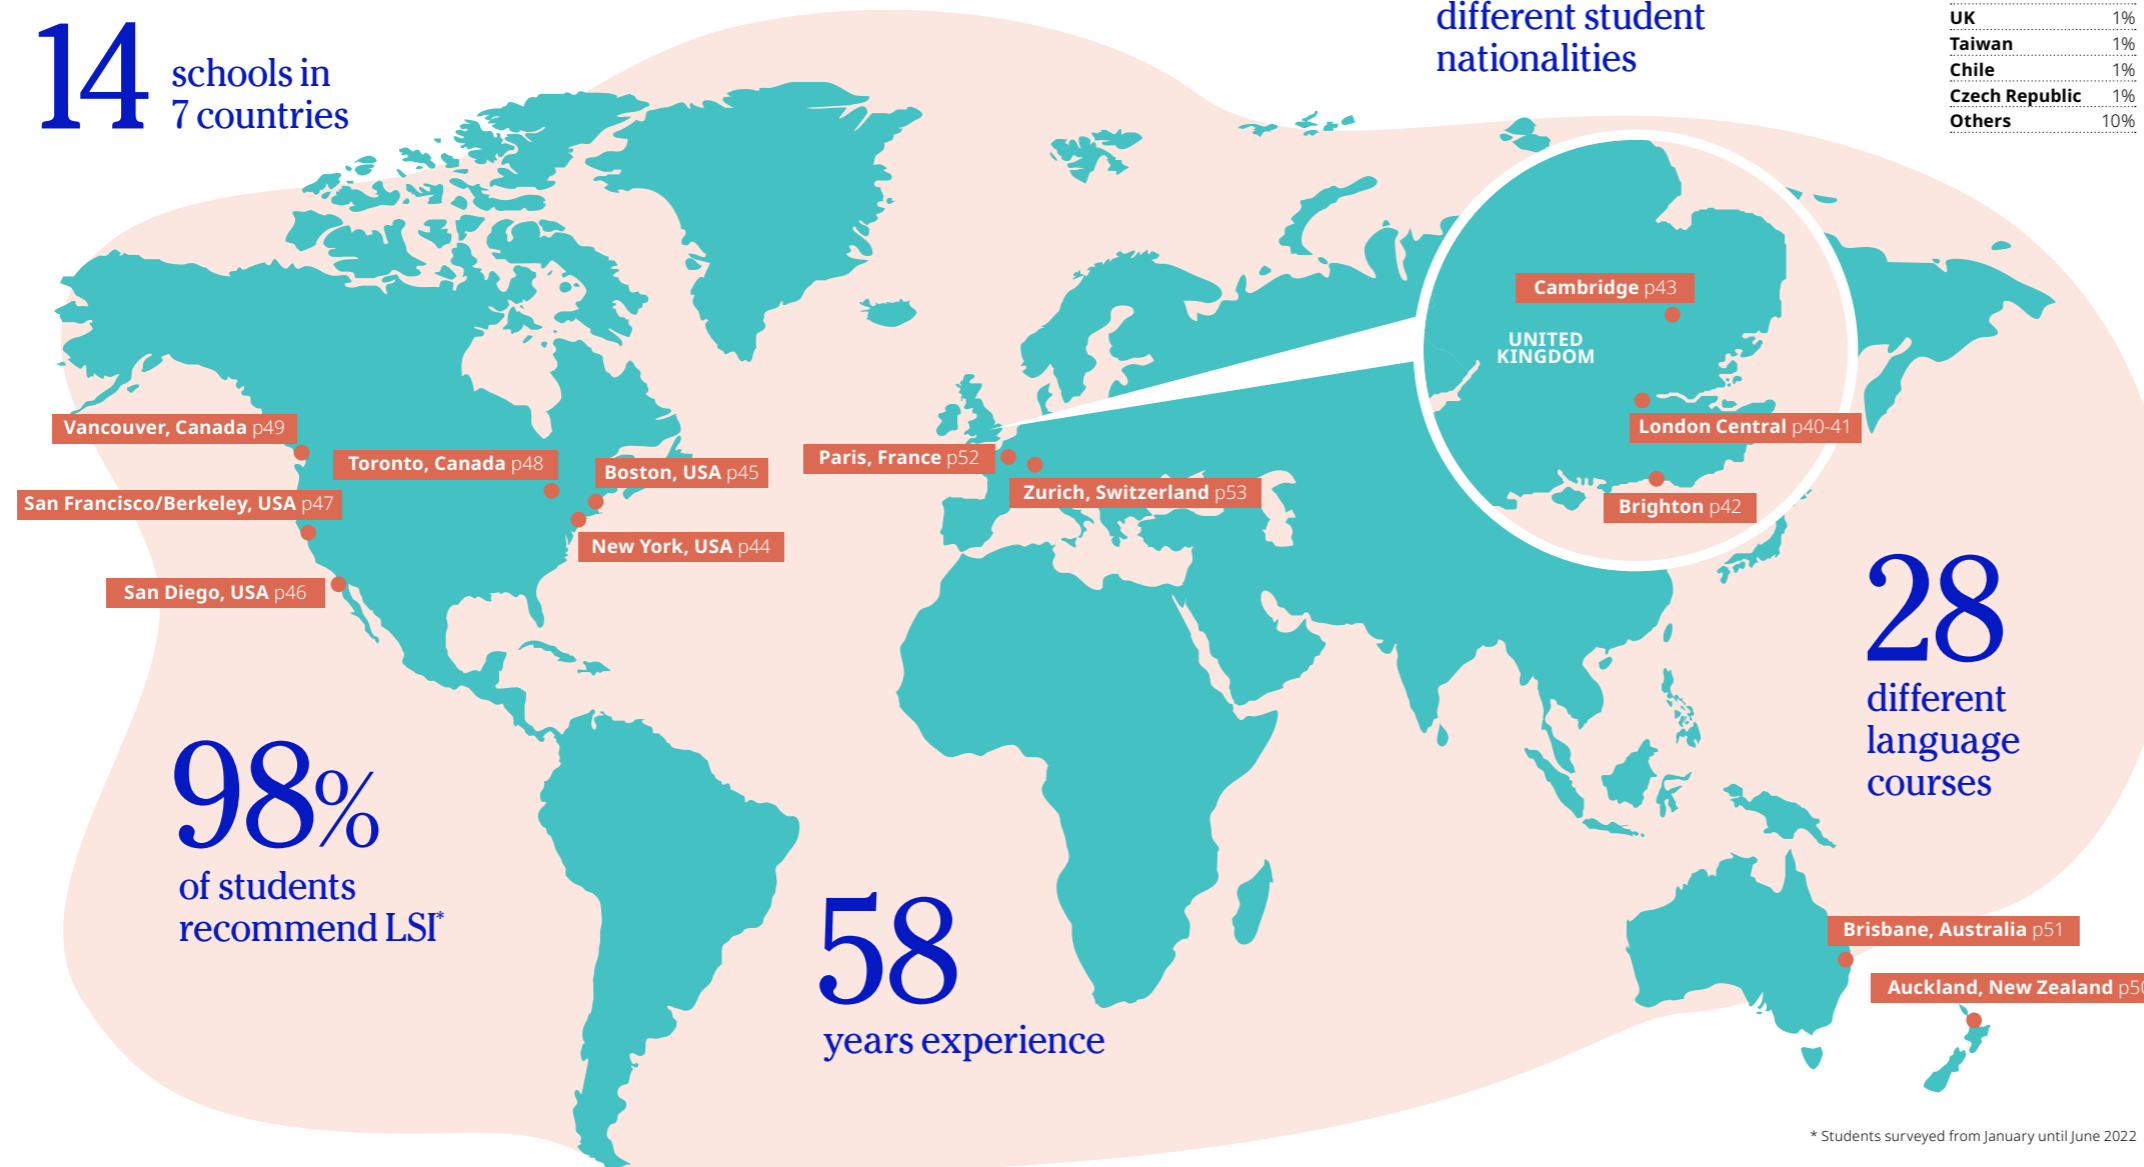 14
schools in
7 countries
different student
nationalities
UK 1%
Taiwan 1%
Chile 1%
Czech Republic 1%
Others 10%
Cambridge p43
UNITED
KINGDOM
London Central p40-41
Brighton p42
Vancouver, Canada p49
Toronto, Canada p48
Boston, USA p45
San Francisco/Berkeley, USA p47
New York, USA p44
San Diego, USA p46
Paris, France p52
Zurich, Switzerland p53
28
different
language
courses
98%
of students
recommend LSI*
58
years experience
Brisbane, Australia p51
Auckland, New Zealand p50
* Students surveyed from January until June 2022